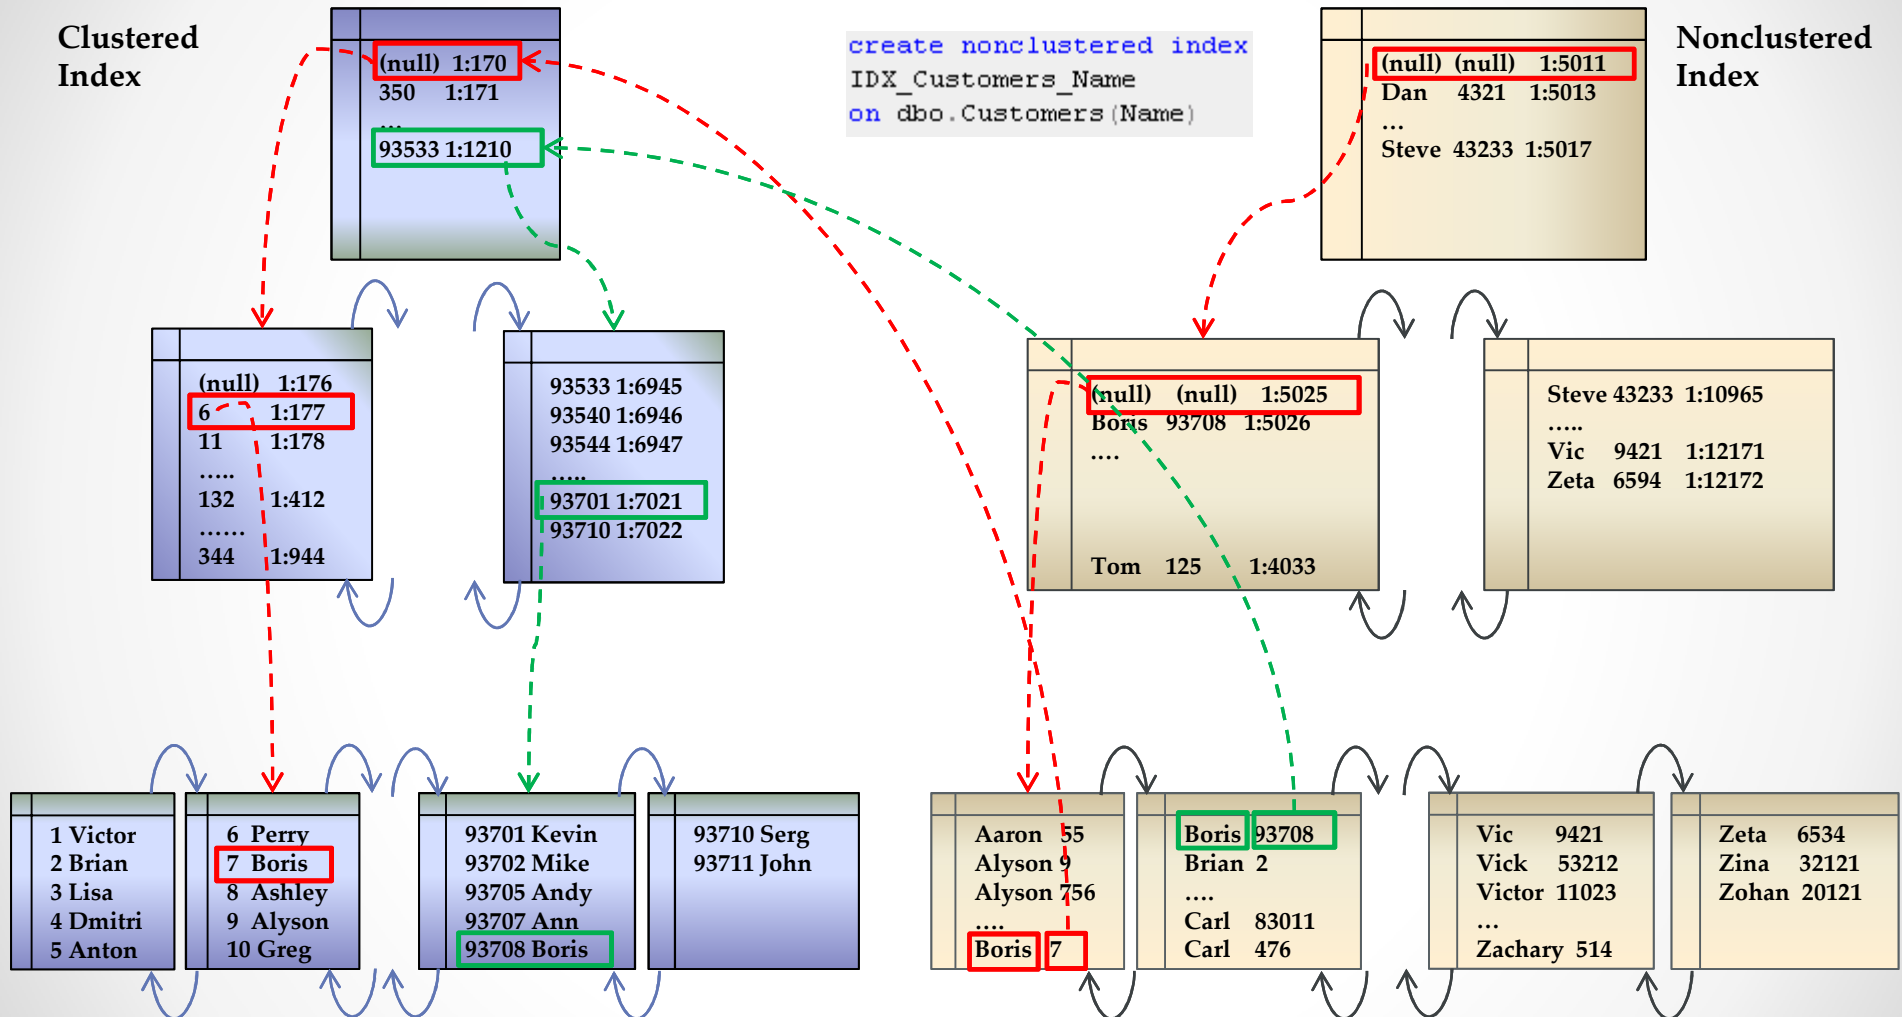 Clustered
Index
(null) 1:170
350 1:171
...
93533 1:1210
create nonclustered index
IDX_Customers_Name
on dbo.Customers(Name)
(null) (null) 1:5011
Dan 4321 1:5013
...
Steve 43233 1:5017
Nonclustered
Index
(null) 1:176
6 1:177
11 1:178
.....
132 1:412
......
344 1:944
93533 1:6945
93540 1:6946
93544 1:6947
.....
93701 1:7021
93710 1:7022
(null) (null) 1:5025
Boris 93708 1:5026
....
Tom 125 1:4033
Steve 43233 1:10965
.....
Vic 9421 1:12171
Zeta 6594 1:12172
1 Victor
2 Brian
3 Lisa
4 Dmitri
5 Anton
6 Perry
7 Boris
8 Ashley
9 Alyson
10 Greg
93701 Kevin
93702 Mike
93705 Andy
93707 Ann
93708 Boris
93710 Serg
93711 John
Aaron 55
Alyson 9
Alyson 756
....
Boris 7
Boris 93708
Brian 2
....
Carl 83011
Carl 476
Vic 9421
Vick 53212
Victor 11023
...
Zachary 514
Zeta 6534
Zina 32121
Zohan 20121